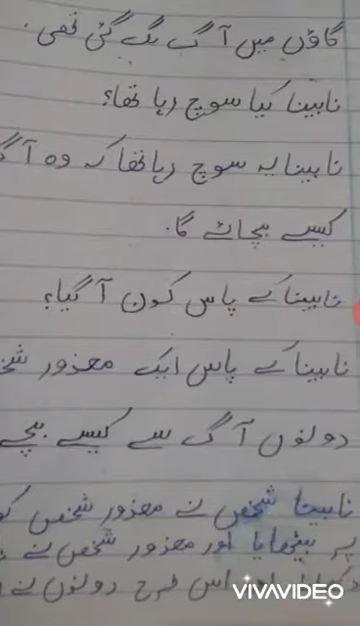 گاؤں میں آگ لگ گئی تھی۔
نابینا کیا سوچ رہا تھا؟
نابینا یہ سوچ رہا تھا کہ وہ آگ
کیسے بچائے گا۔
نابینا کے پاس کون آ گیا؟
نابینا کے پاس ایک معذور
دونوں آگ سے کیسے بچے
نابینا شخص نے معذور شخص کو
پہ بیٹھایا اور معذور شخص نے
اس طرح دونوں نے
VIVAVIDEO